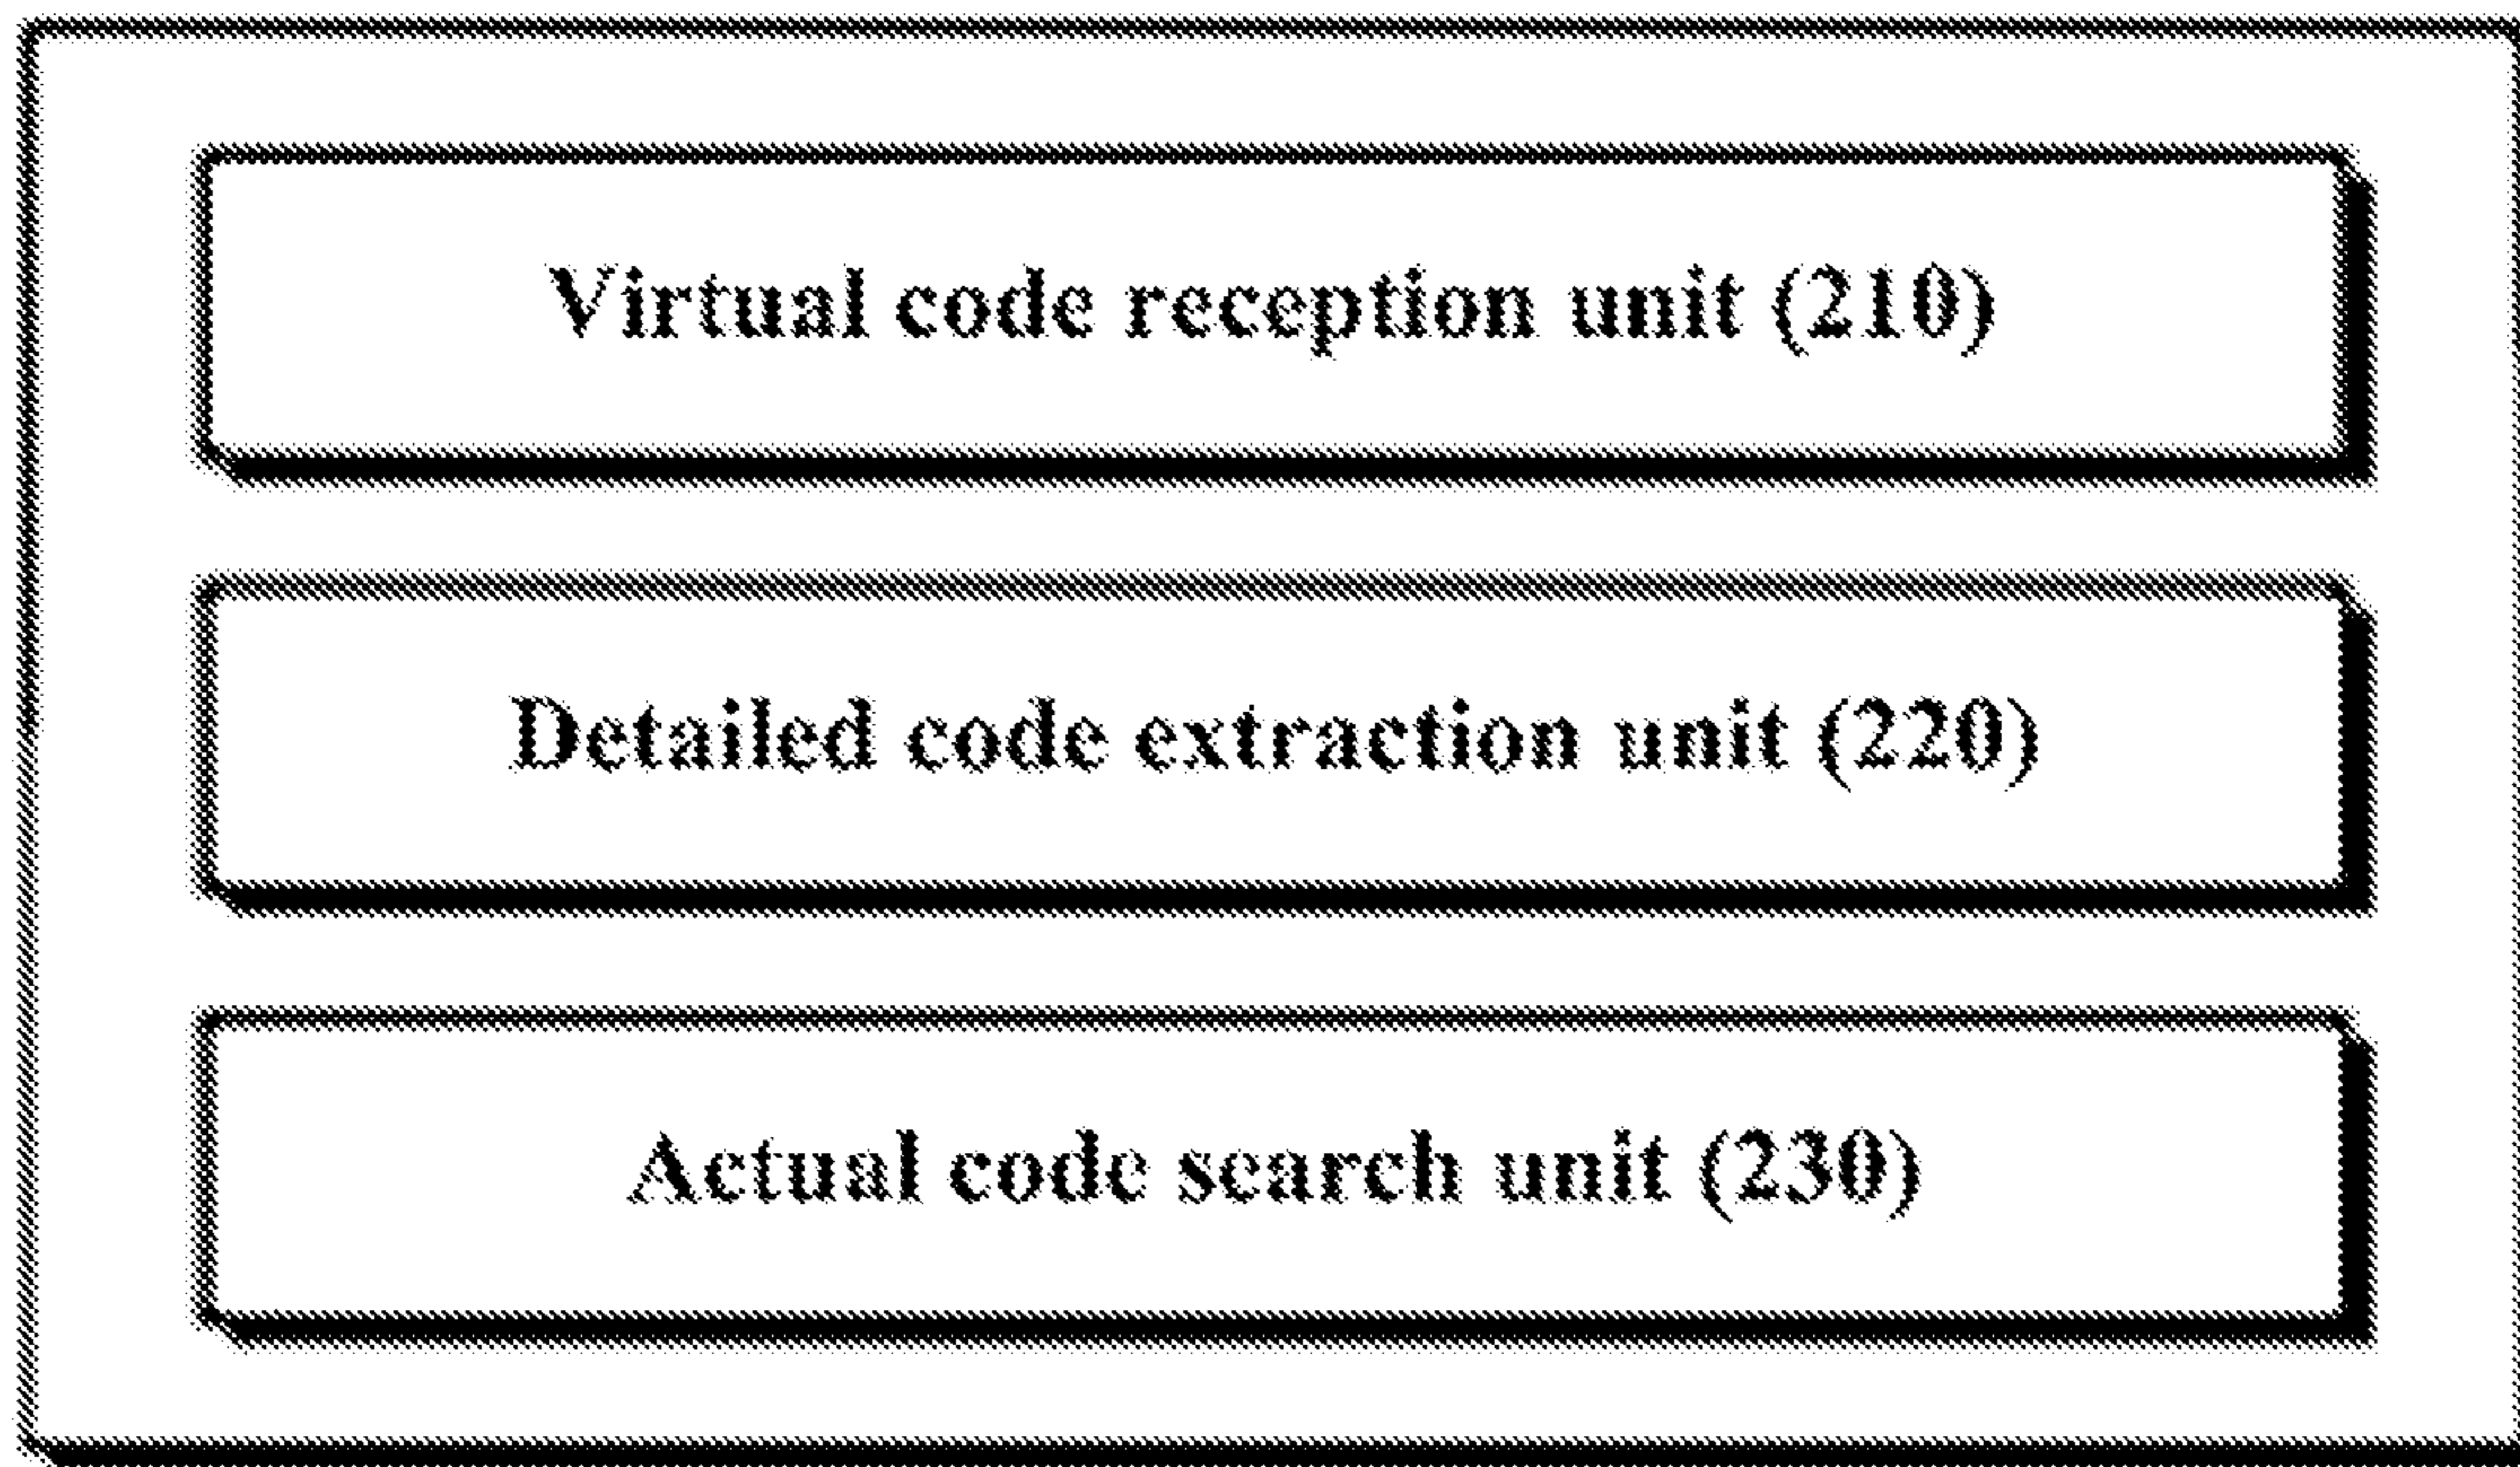 Virtual code reception unit (210)
Detailed code extraction unit (220)
Actual code search unit (230)